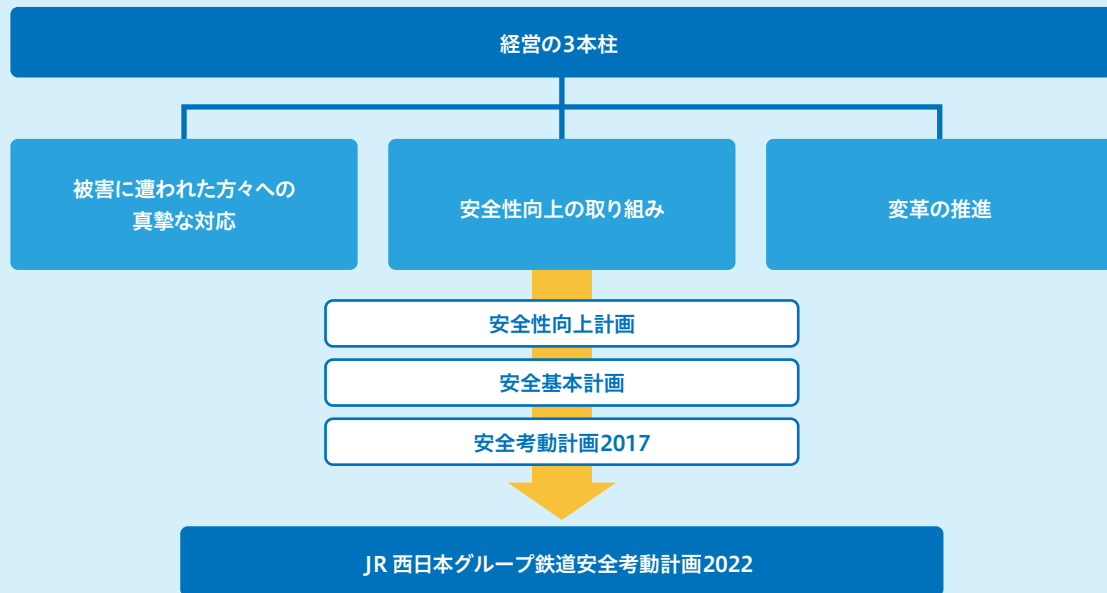 経営の3本柱
被害に遭われた方々への
真摯な対応
安全性向上の取り組み
変革の推進
安全性向上計画
安全基本計画
安全考動計画2017
JR 西日本グループ鉄道安全考動計画2022